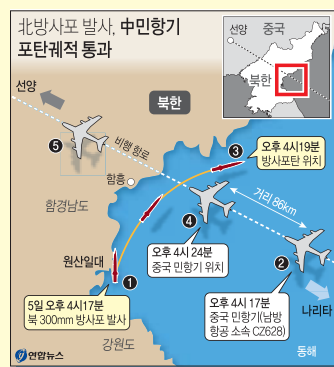 北방사포 발사, 中민항기
포탄궤적 통과
선양
중국
북한
선양
북한
5
비행 항로
3
오후 4시19분
방사포탄 위치
함흥
함경남도
거리 86km
4
오후 4시 24분
중국 민항기 위치
원산일대
1
2
5일 오후 4시17분
북 300mm 방사포 발사
오후 4시 17분
중국 민항기(남방
항공 소속 CZ628)
나리타
강원도
동해
연합뉴스